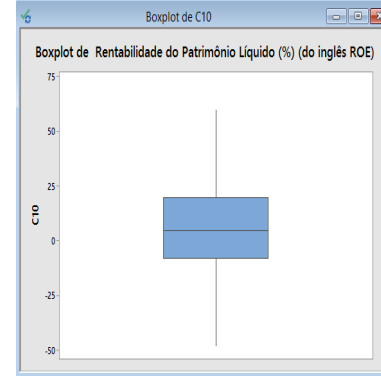 Boxplot de C10
Boxplot de Rentabilidade do Patrimônio Líquido (%) (do inglês ROE)
75
50
25
0
-25
-50
C10